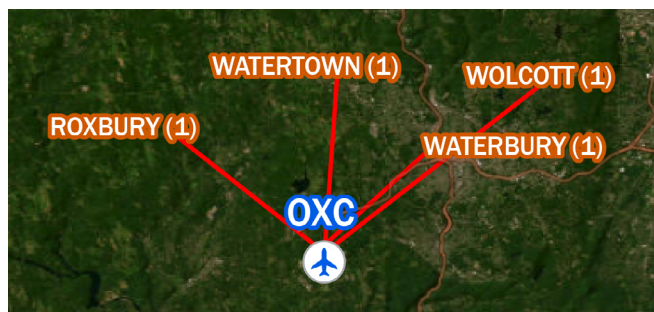 WATERTOWN (1)
WOLCOTT (1)
ROXBURY (1)
WATERBURY (1)
OXC